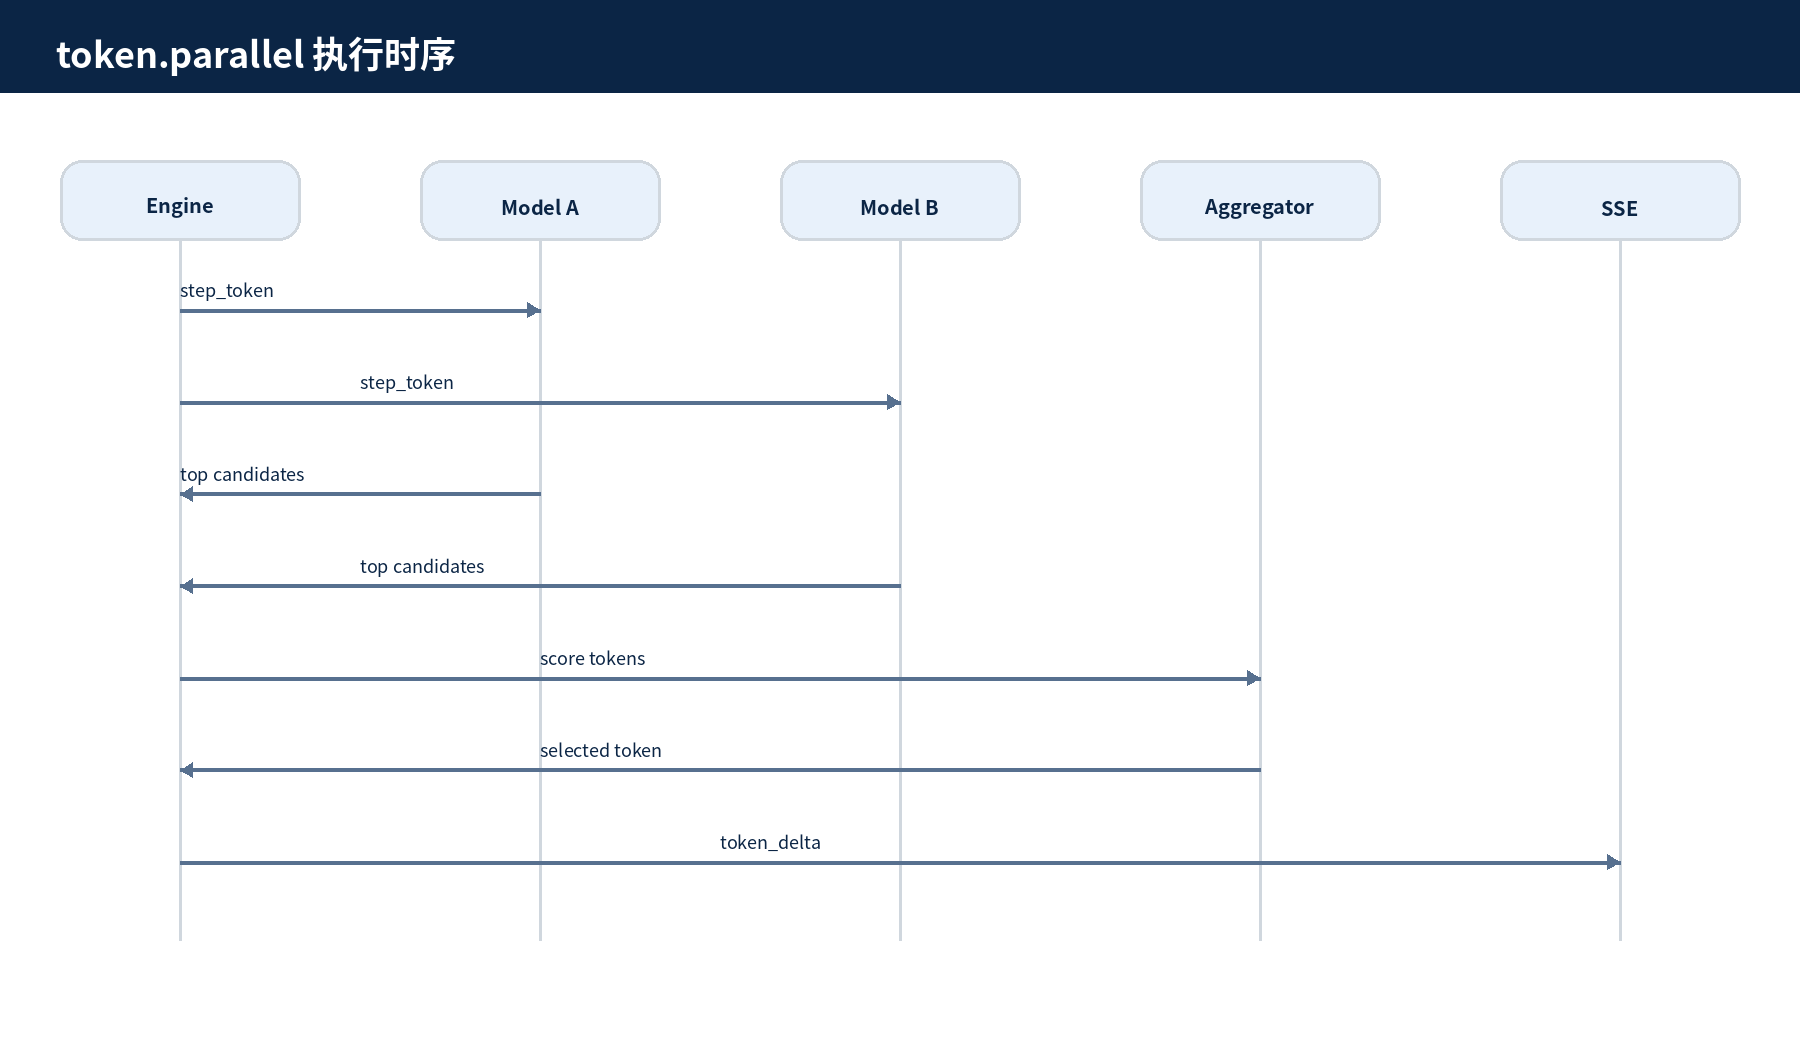 token.parallel 执行时序
Engine
Model A
Model B
Aggregator
SSE
step_token
step_token
top candidates
top candidates
score tokens
selected token
token_delta